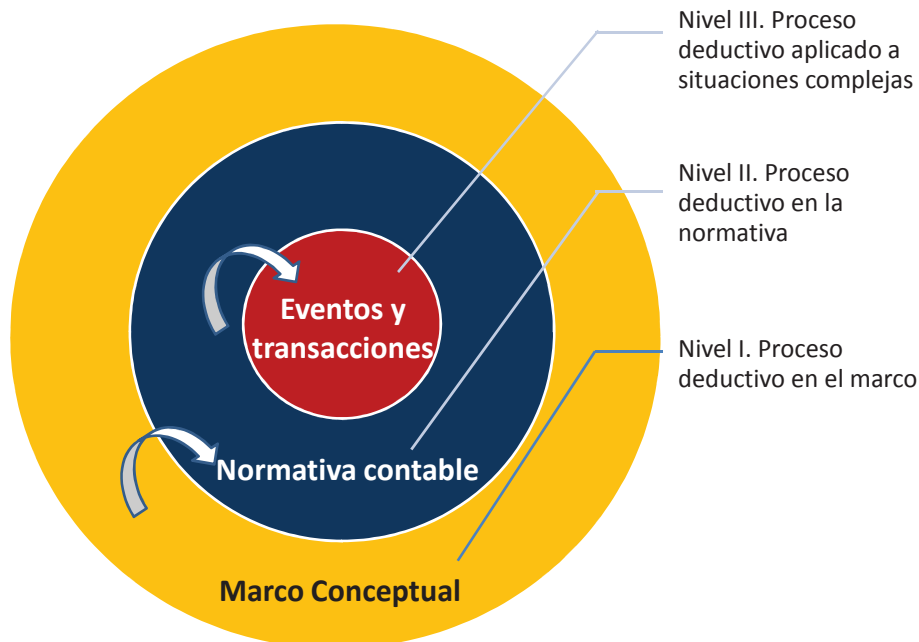 Nivel III. Proceso
deductivo aplicado a
situaciones complejas
Nivel II. Proceso
deductivo en la
normativa
Eventos y
transacciones
Nivel I. Proceso
deductivo en el marco
Normativa contable
Marco Conceptual